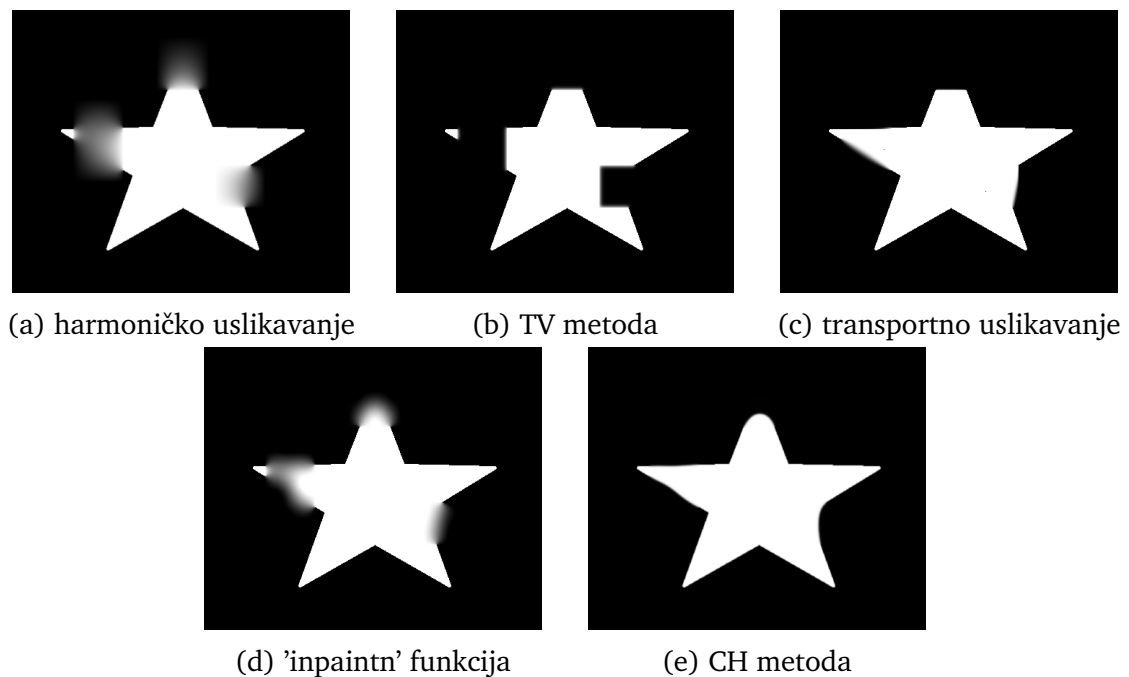 (a) harmoničko uslikavanje
(b) TV metoda
(c) transportno uslikavanje
(d) ’inpaintn’ funkcija
(e) CH metoda